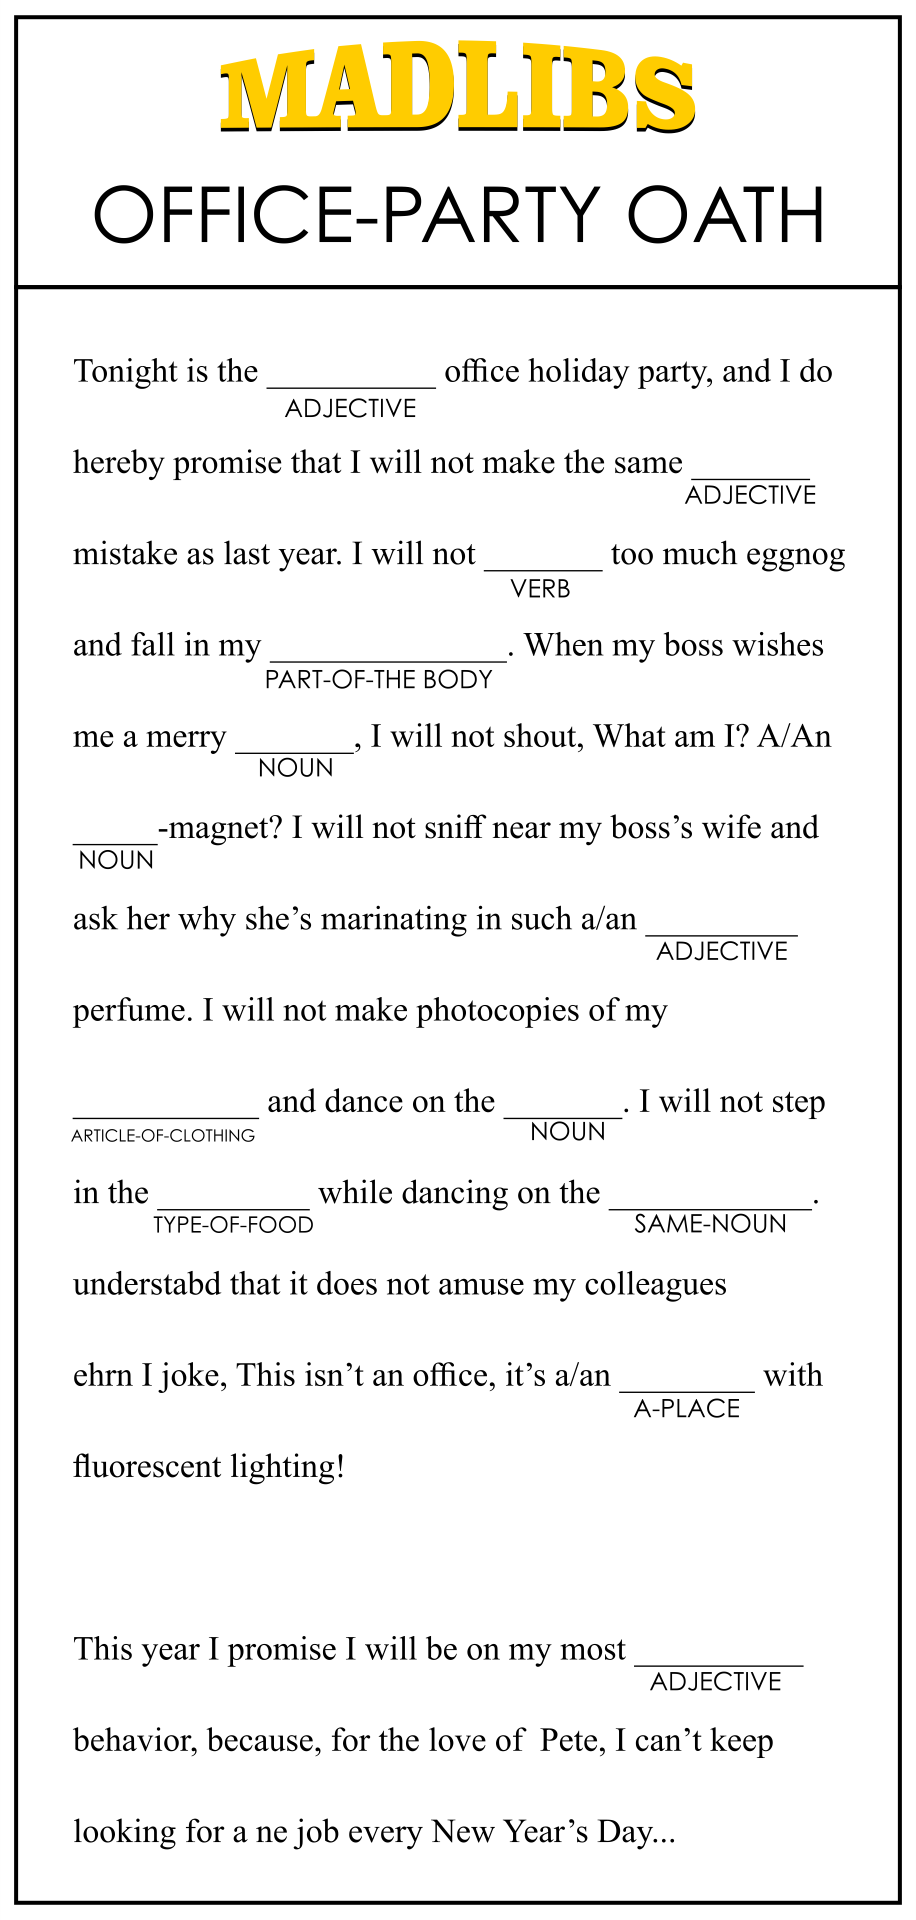 MADLIBS
OFFICE-PARTY OATH
Tonight is the __________ office holiday party, and I do
ADJECTIVE
hereby promise that I will not make the same _______
ADJECTIVE
mistake as last year. I will not _______ too much eggnog
VERB
and fall in my ______________. When my boss wishes
PART-OF-THE BODY
me a merry _______, I will not shout, What am I? A/An
NOUN
_____-magnet? I will not sniff near my boss’s wife and
NOUN
ask her why she’s marinating in such a/an _________
ADJECTIVE
perfume. I will not make photocopies of my
___________ and dance on the _______. I will not step
ARTICLE-OF-CLOTHING NOUN
in the _________ while dancing on the ____________.
TYPE-OF-FOOD SAME-NOUN
understabd that it does not amuse my colleagues
ehrn I joke, This isn’t an office, it’s a/an ________ with
A-PLACE
fluorescent lighting!
This year I promise I will be on my most __________
ADJECTIVE
behavior, because, for the love of Pete, I can’t keep
looking for a ne job every New Year’s Day...